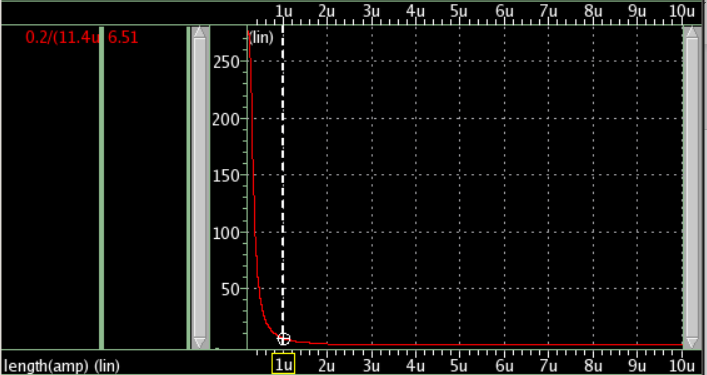 1u 2u 3u 4u 5u 6u 7u 8u 9u 10u
0.2/(11.4u 6.51
(lin)
250
200
150
100
50
length(amp) (lin)
1u 2u 3u 4u 5u 6u 7u 8u 9u 10u